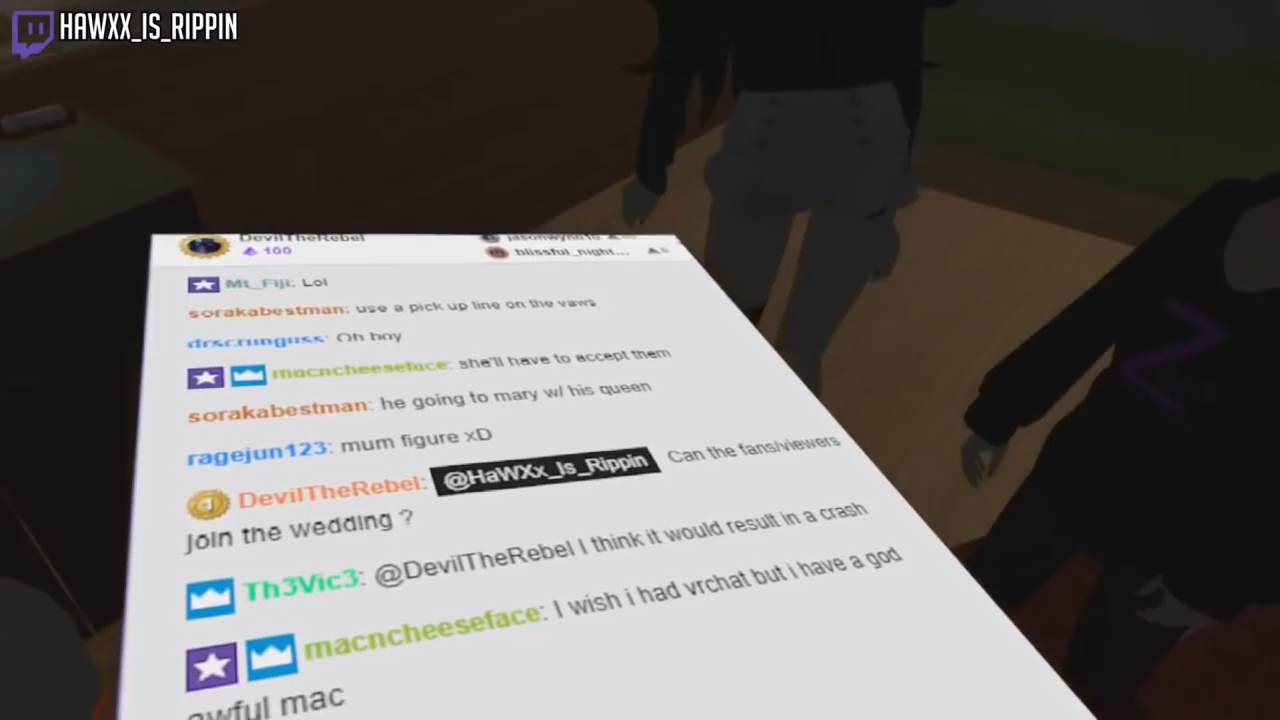 HAWXX_IS_RIPPIN
DevilTheRebel
100
jasonwynn10
blissful_night...
Mt_Fiji: Lol
sorakabestman: use a pick up line on the vaws
drscrunguss: Oh boy
macncheeseface: she'll have to accept them
sorakabestman: he going to mary w/ his queen
ragejun123: mum figure xD
DevilTheRebel: @HaWXx_Is_Rippin Can the fans/viewers
join the wedding ?
Th3Vic3: @DevilTheRebel I think it would result in a crash
macncheeseface: I wish i had vrchat but i have a god
awful mac